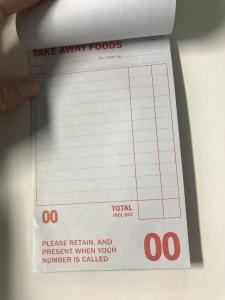 TAKE AWAY FOODS
00
TOTAL
INCL GST
PLEASE RETAIN, AND
PRESENT WHEN YOUR
NUMBER IS CALLED
00